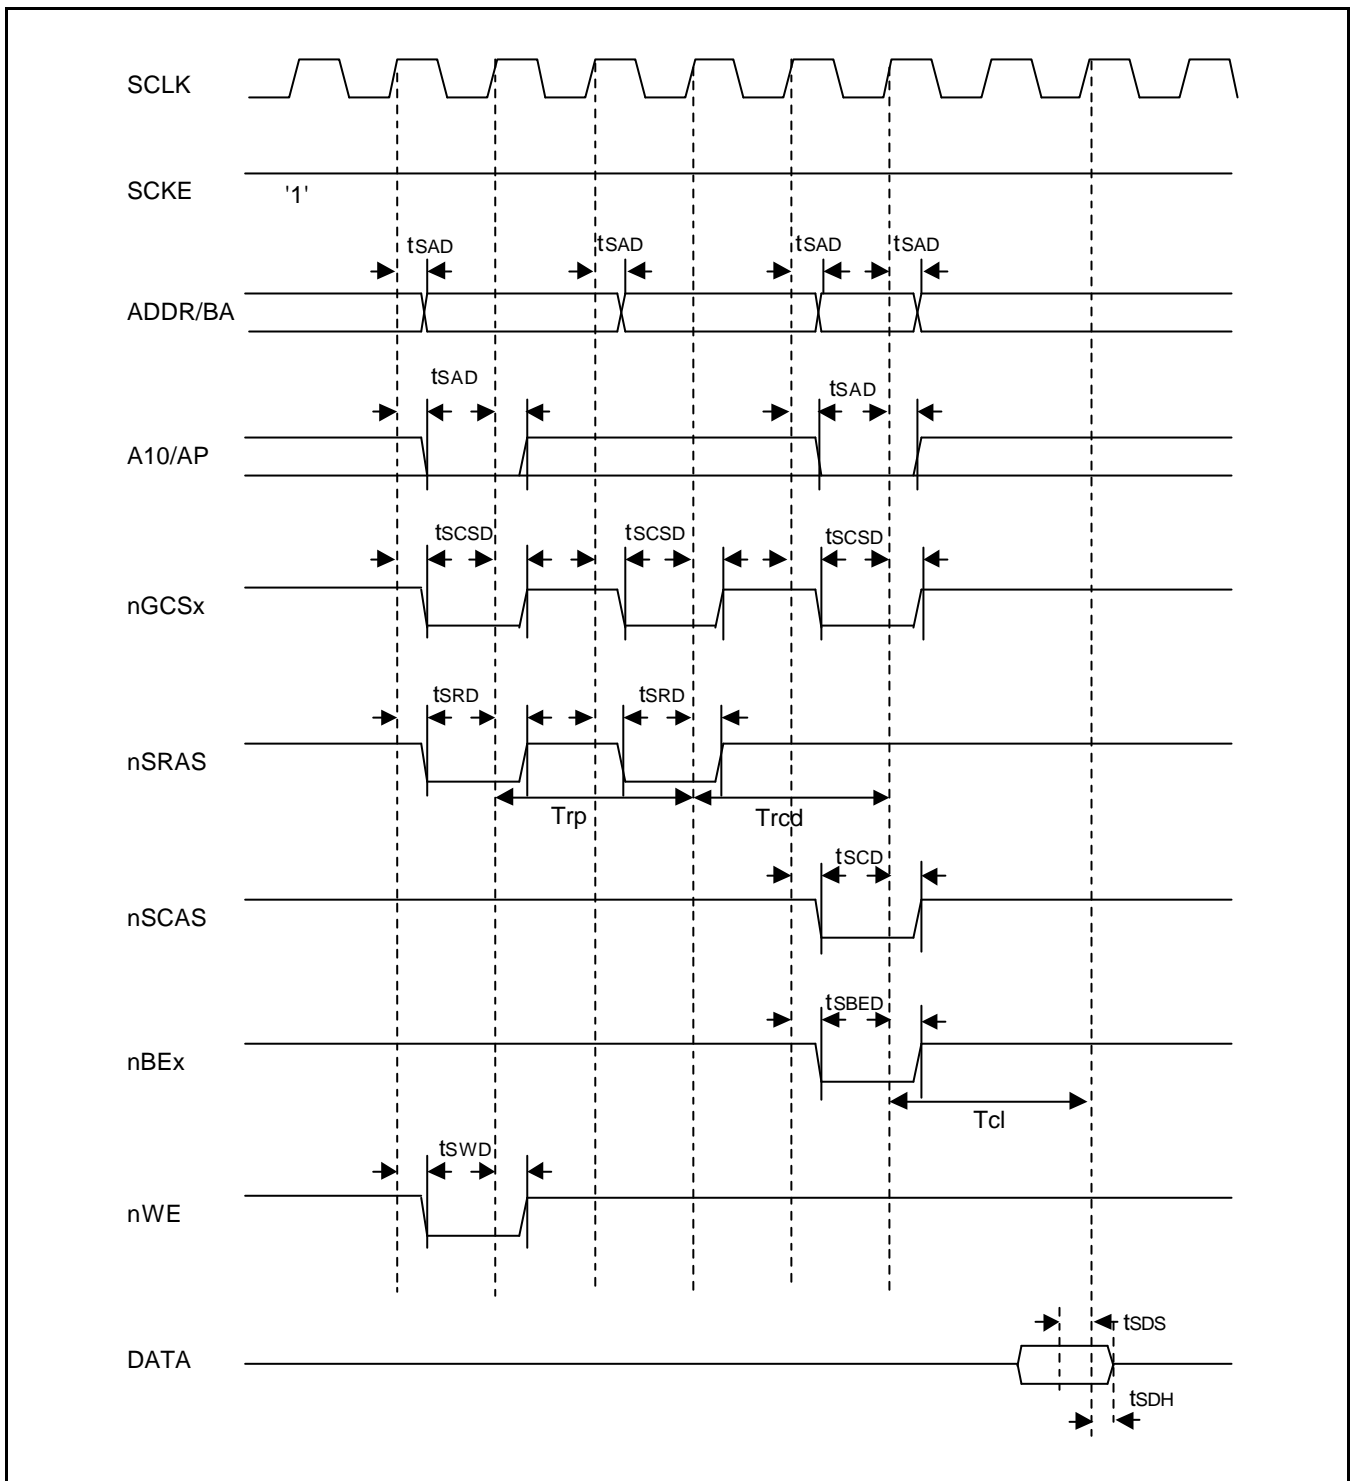 SCLK
SCKE '1'
tSAD tSAD tSAD tSAD
ADDR/BA
tSAD tSAD
A10/AP
tSCSD tSCSD tSCSD
nGCSx
tSRD tSRD
nSRAS
Trp Trcd
tSCD
nSCAS
tSBED
nBEx
Tcl
tSWD
nWE
tSDS
DATA
tSDH